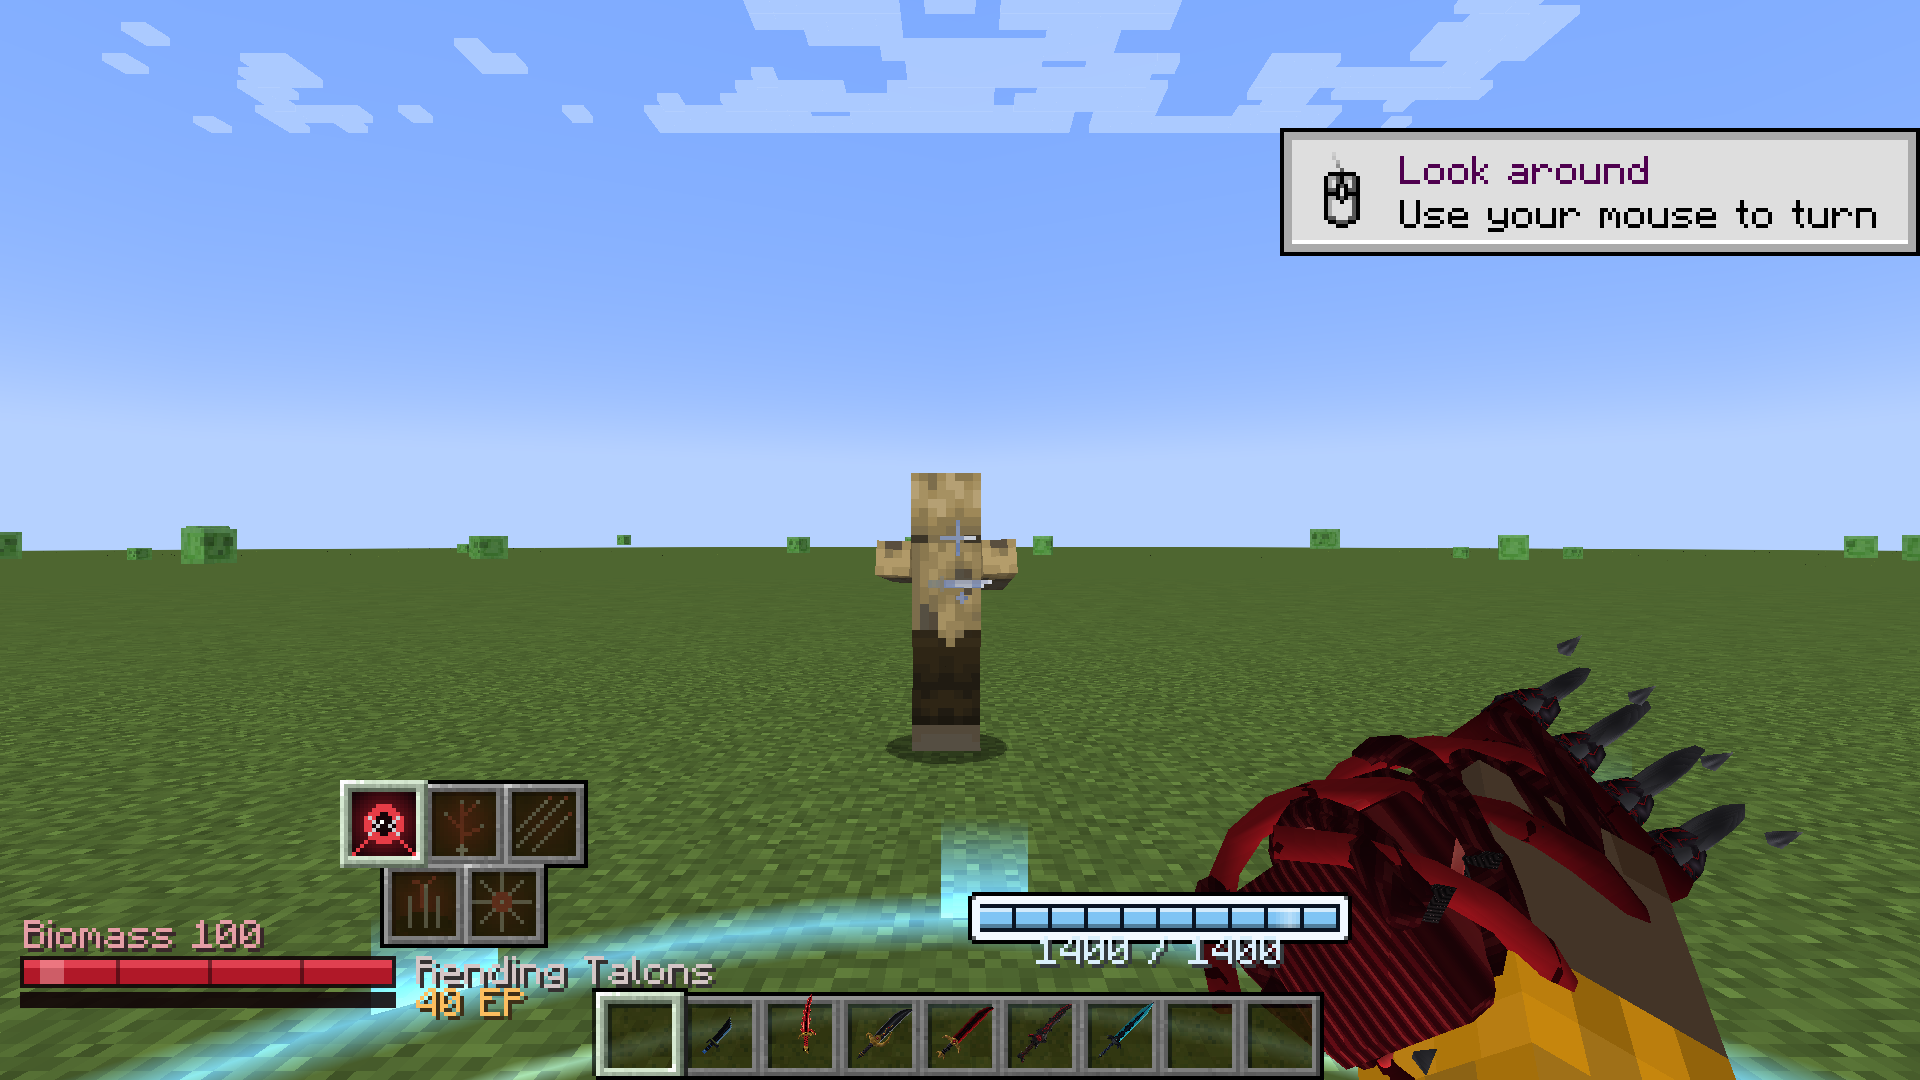 Look around
Use your mouse to turn
Biomass 100
Rending Talons
40 EP
1400 / 1400